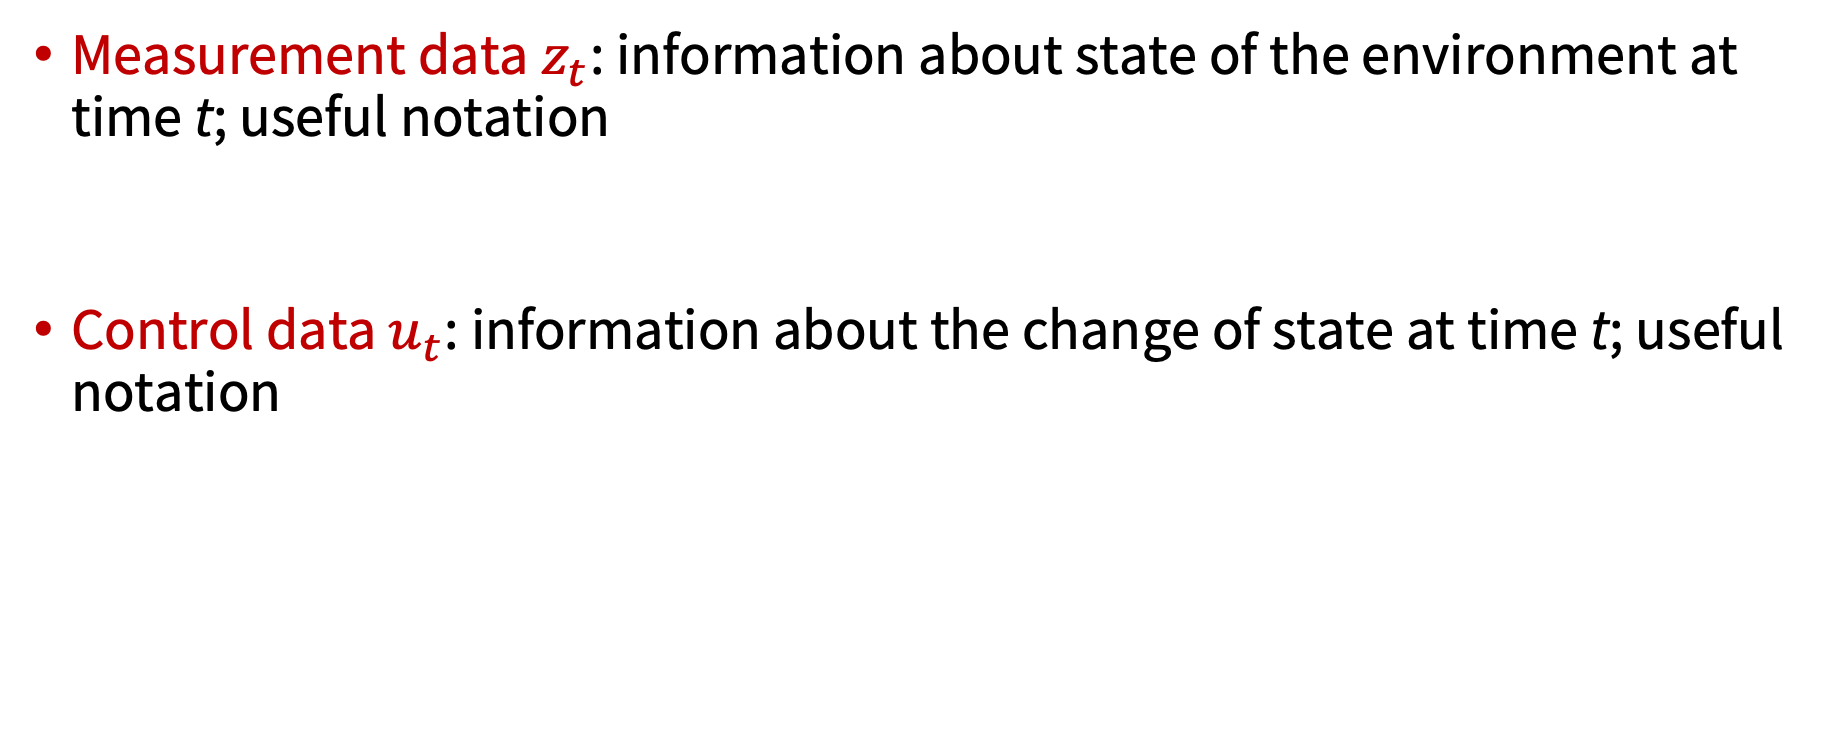 • Measurement data z_t: information about state of the environment at
time t; useful notation
• Control data u_t: information about the change of state at time t; useful
notation